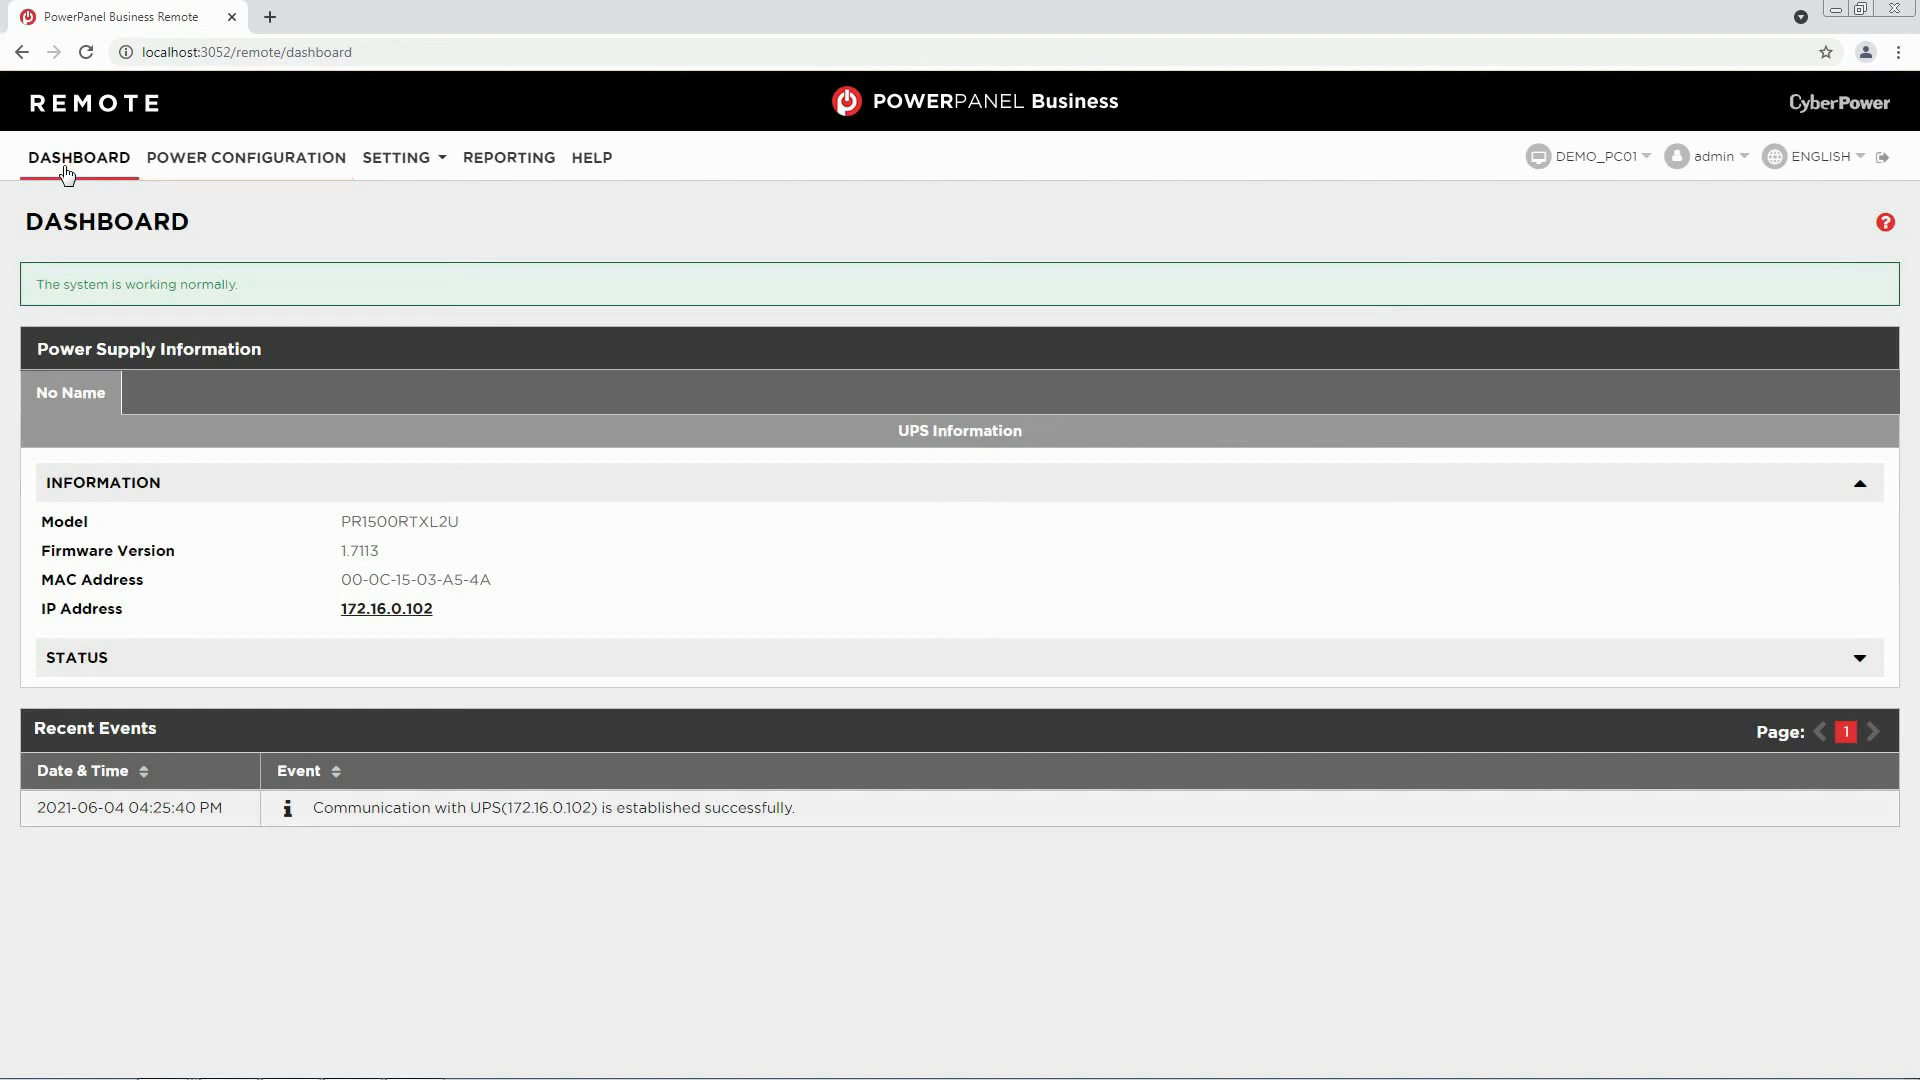 PowerPanel Business Remote
localhost:3052/remote/dashboard
REMOTE
POWERPANEL Business
CyberPower
DASHBOARD POWER CONFIGURATION SETTING REPORTING HELP
DEMO_PC01 admin ENGLISH
DASHBOARD
?
The system is working normally.
Power Supply Information
No Name
UPS Information
INFORMATION
Model PR1500RTXL2U
Firmware Version 1.7113
MAC Address 00-0C-15-03-A5-4A
IP Address 172.16.0.102
STATUS
Recent Events
Page: 1
Date & Time Event
2021-06-04 04:25:40 PM Communication with UPS(172.16.0.102) is established successfully.